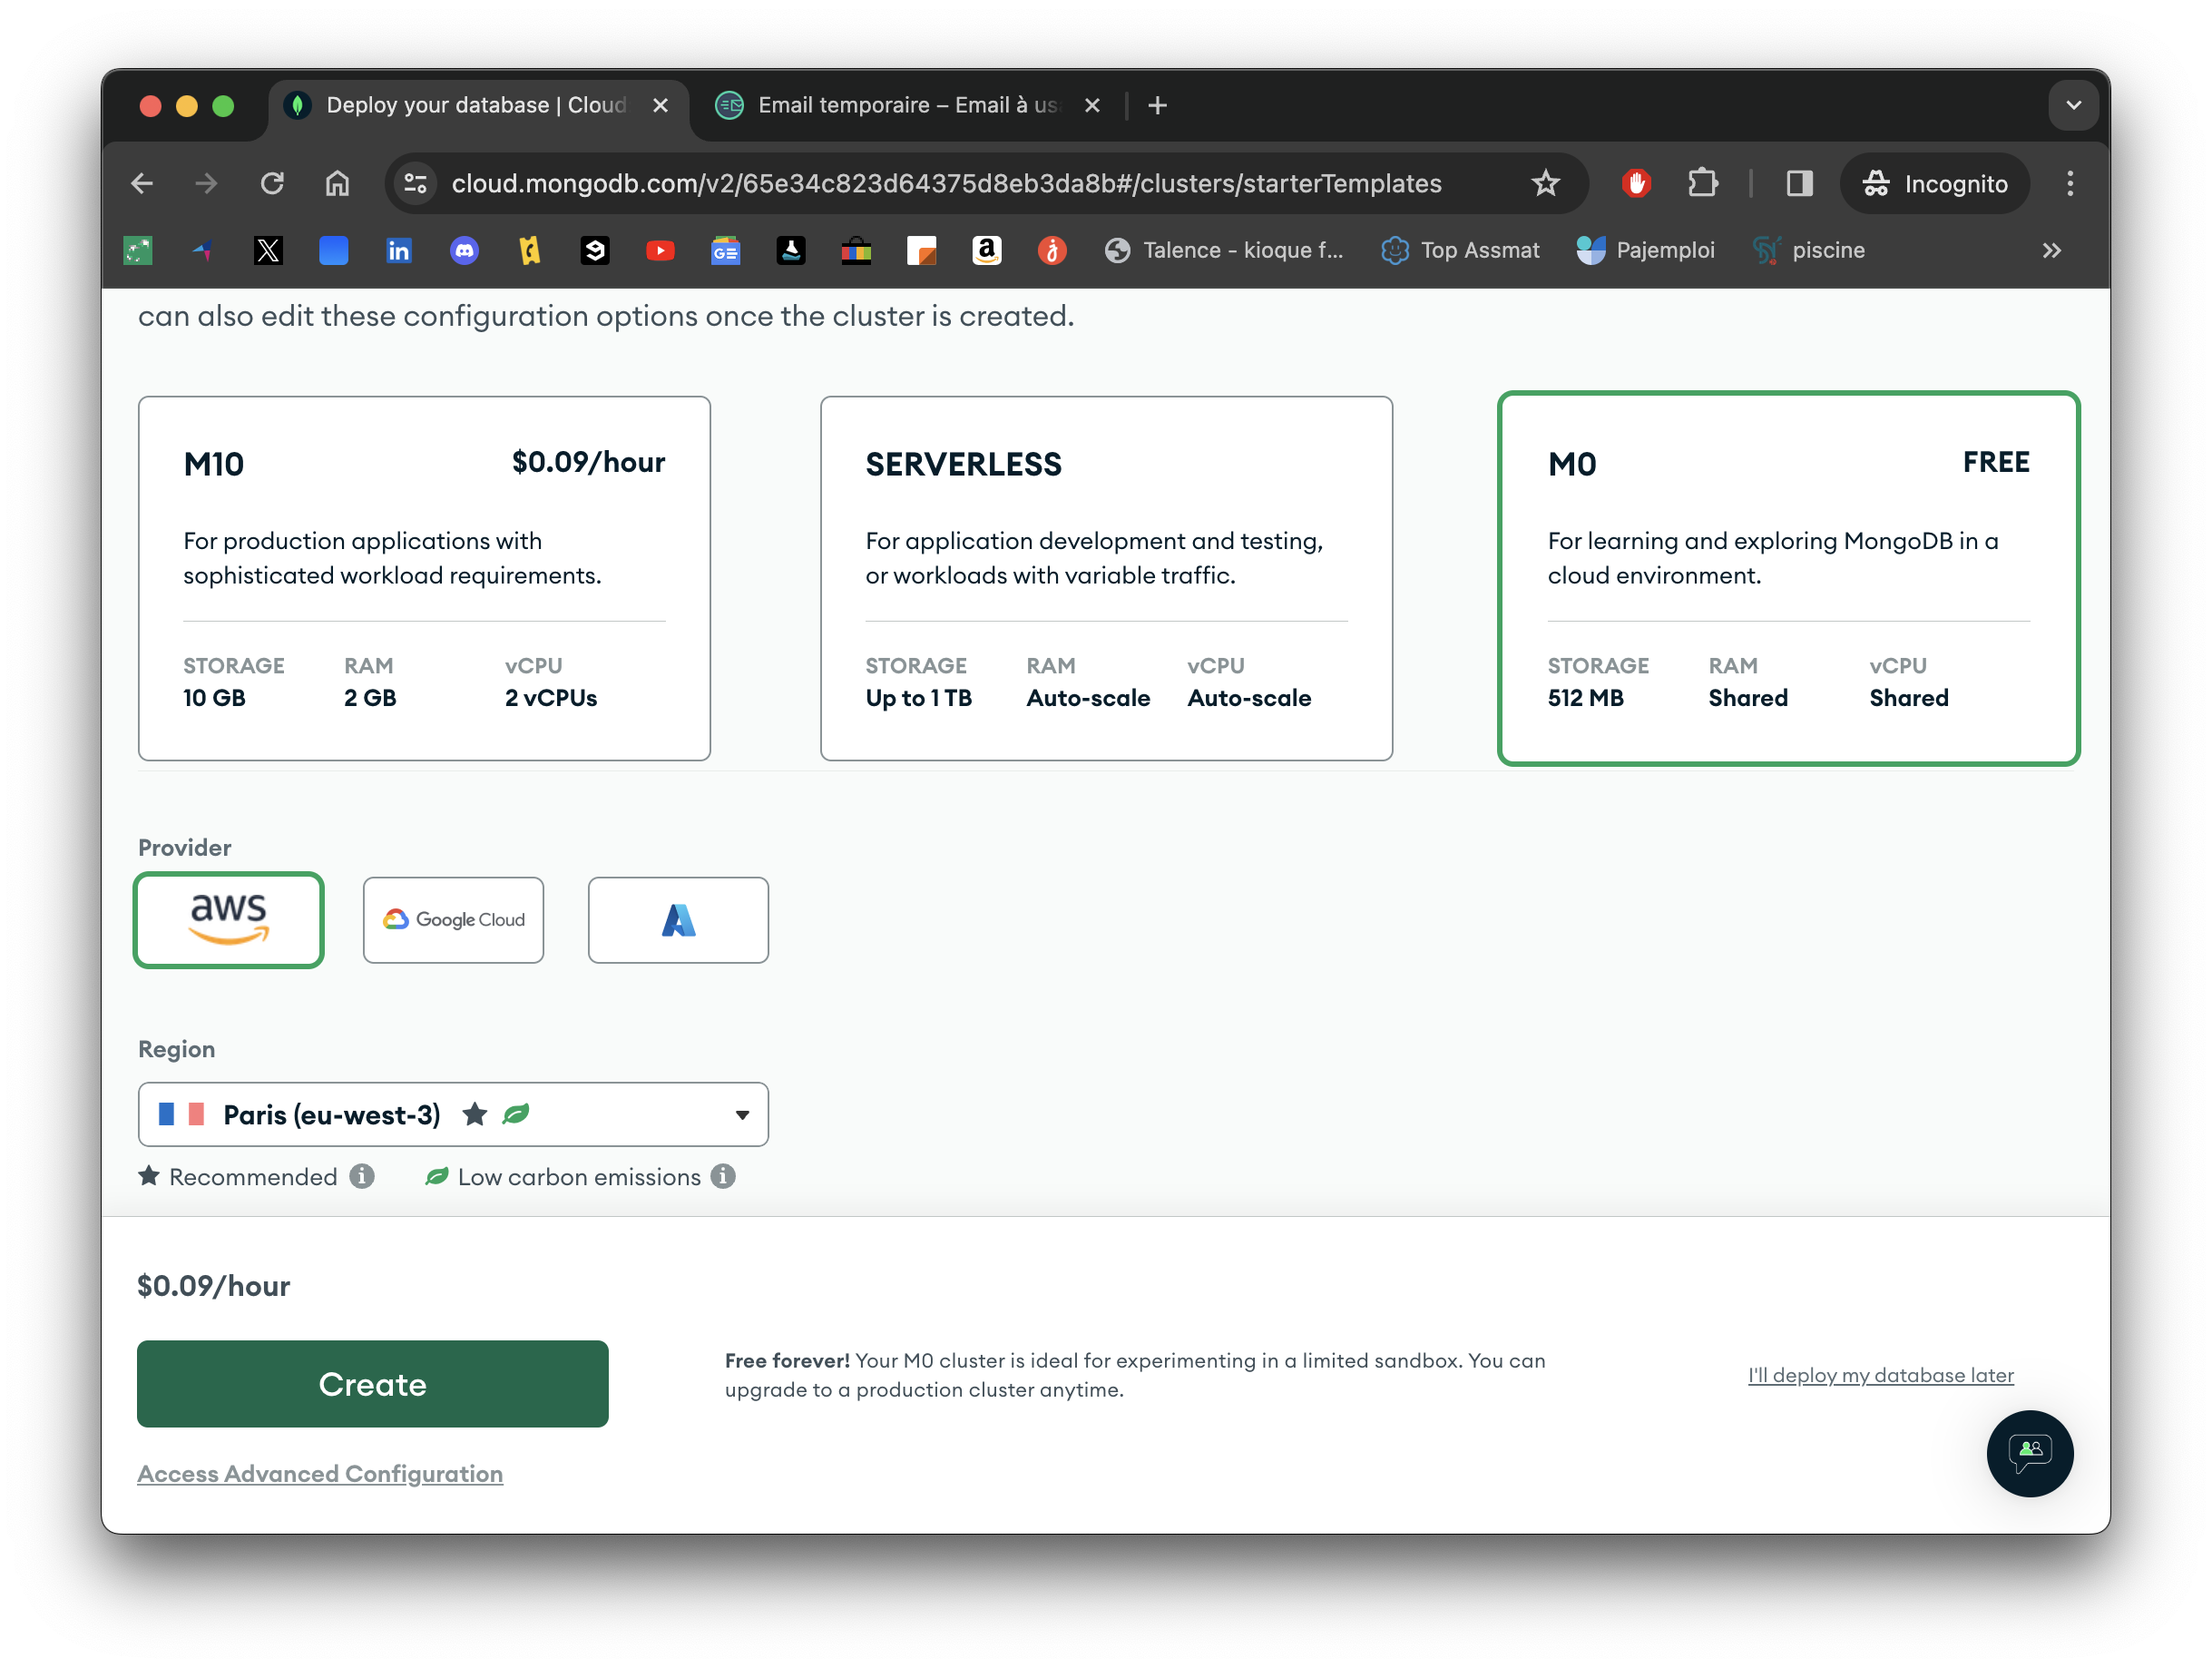 Deploy your database | Cloud
Email temporaire – Email à us
cloud.mongodb.com/v2/65e34c823d64375d8eb3da8b#/clusters/starterTemplates
Incognito
Talence - kioque f...
Top Assmat
Pajemploi
piscine
can also edit these configuration options once the cluster is created.
M10
$0.09/hour
For production applications with
sophisticated workload requirements.
STORAGE
RAM
vCPU
10 GB
2 GB
2 vCPUs
SERVERLESS
For application development and testing,
or workloads with variable traffic.
STORAGE
RAM
vCPU
Up to 1 TB
Auto-scale
Auto-scale
M0
FREE
For learning and exploring MongoDB in a
cloud environment.
STORAGE
RAM
vCPU
512 MB
Shared
Shared
Provider
aws
Google Cloud
Region
Paris (eu-west-3)
Recommended
Low carbon emissions
$0.09/hour
Create
Free forever! Your M0 cluster is ideal for experimenting in a limited sandbox. You can
upgrade to a production cluster anytime.
I'll deploy my database later
Access Advanced Configuration